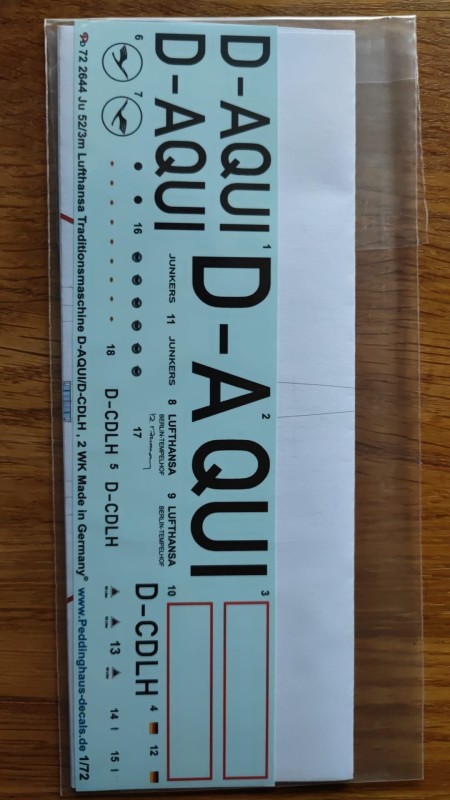 D-AQUI
1
D-AQUI
D-AQUI
2
3
6
7
16
JUNKERS
11
JUNKERS
8
LUFTHANSA
BERLIN-TEMPELHOF
9
LUFTHANSA
BERLIN-TEMPELHOF
10
17
18
D-CDLH
5
D-CDLH
D-CDLH
4
12
13
14
15
72 2644 Ju 52/3m Lufthansa Traditionsmaschine D-AQUI/D-CDLH , 2 WK Made in Germany® www.Peddinghaus-decals.de 1/72